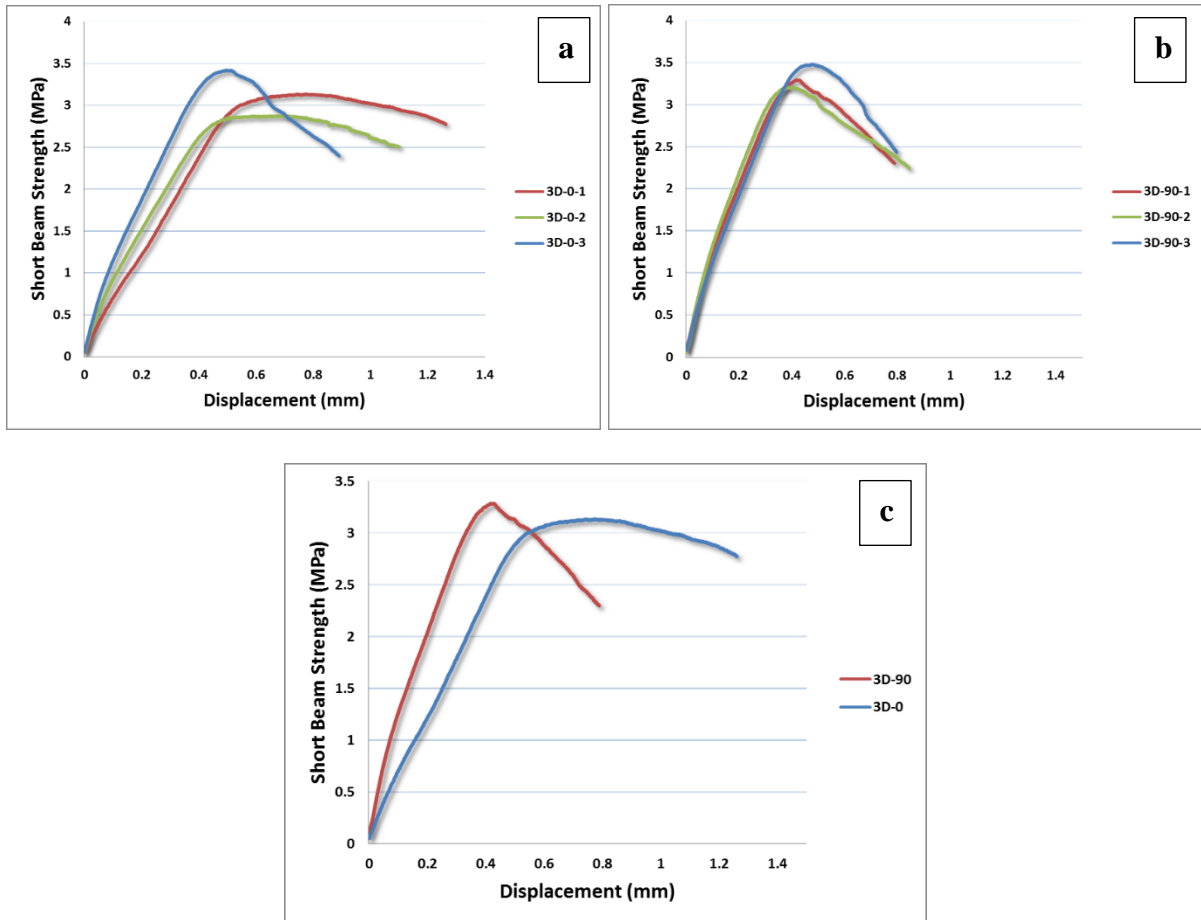 a
Short Beam Strength (MPa)
4
3.5
3
2.5
2
1.5
1
0.5
0
0 0.2 0.4 0.6 0.8 1 1.2 1.4
Displacement (mm)
3D-0-1
3D-0-2
3D-0-3
b
Short Beam Strength (MPa)
4
3.5
3
2.5
2
1.5
1
0.5
0
0 0.2 0.4 0.6 0.8 1 1.2 1.4
Displacement (mm)
3D-90-1
3D-90-2
3D-90-3
c
Short Beam Strength (MPa)
3.5
3
2.5
2
1.5
1
0.5
0
0 0.2 0.4 0.6 0.8 1 1.2 1.4
Displacement (mm)
3D-90
3D-0